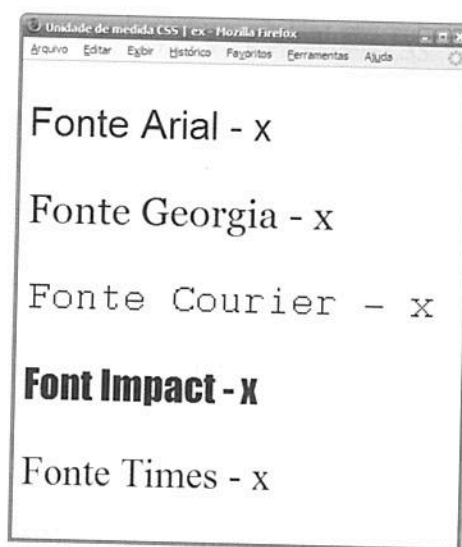 Unidade de medida CSS | ex - Mozilla Firefox
Arquivo Editar Exibir Histórico Favoritos Ferramentas Ajuda
Fonte Arial - x
Fonte Georgia - x
Fonte Courier - x
Font Impact - x
Fonte Times - x